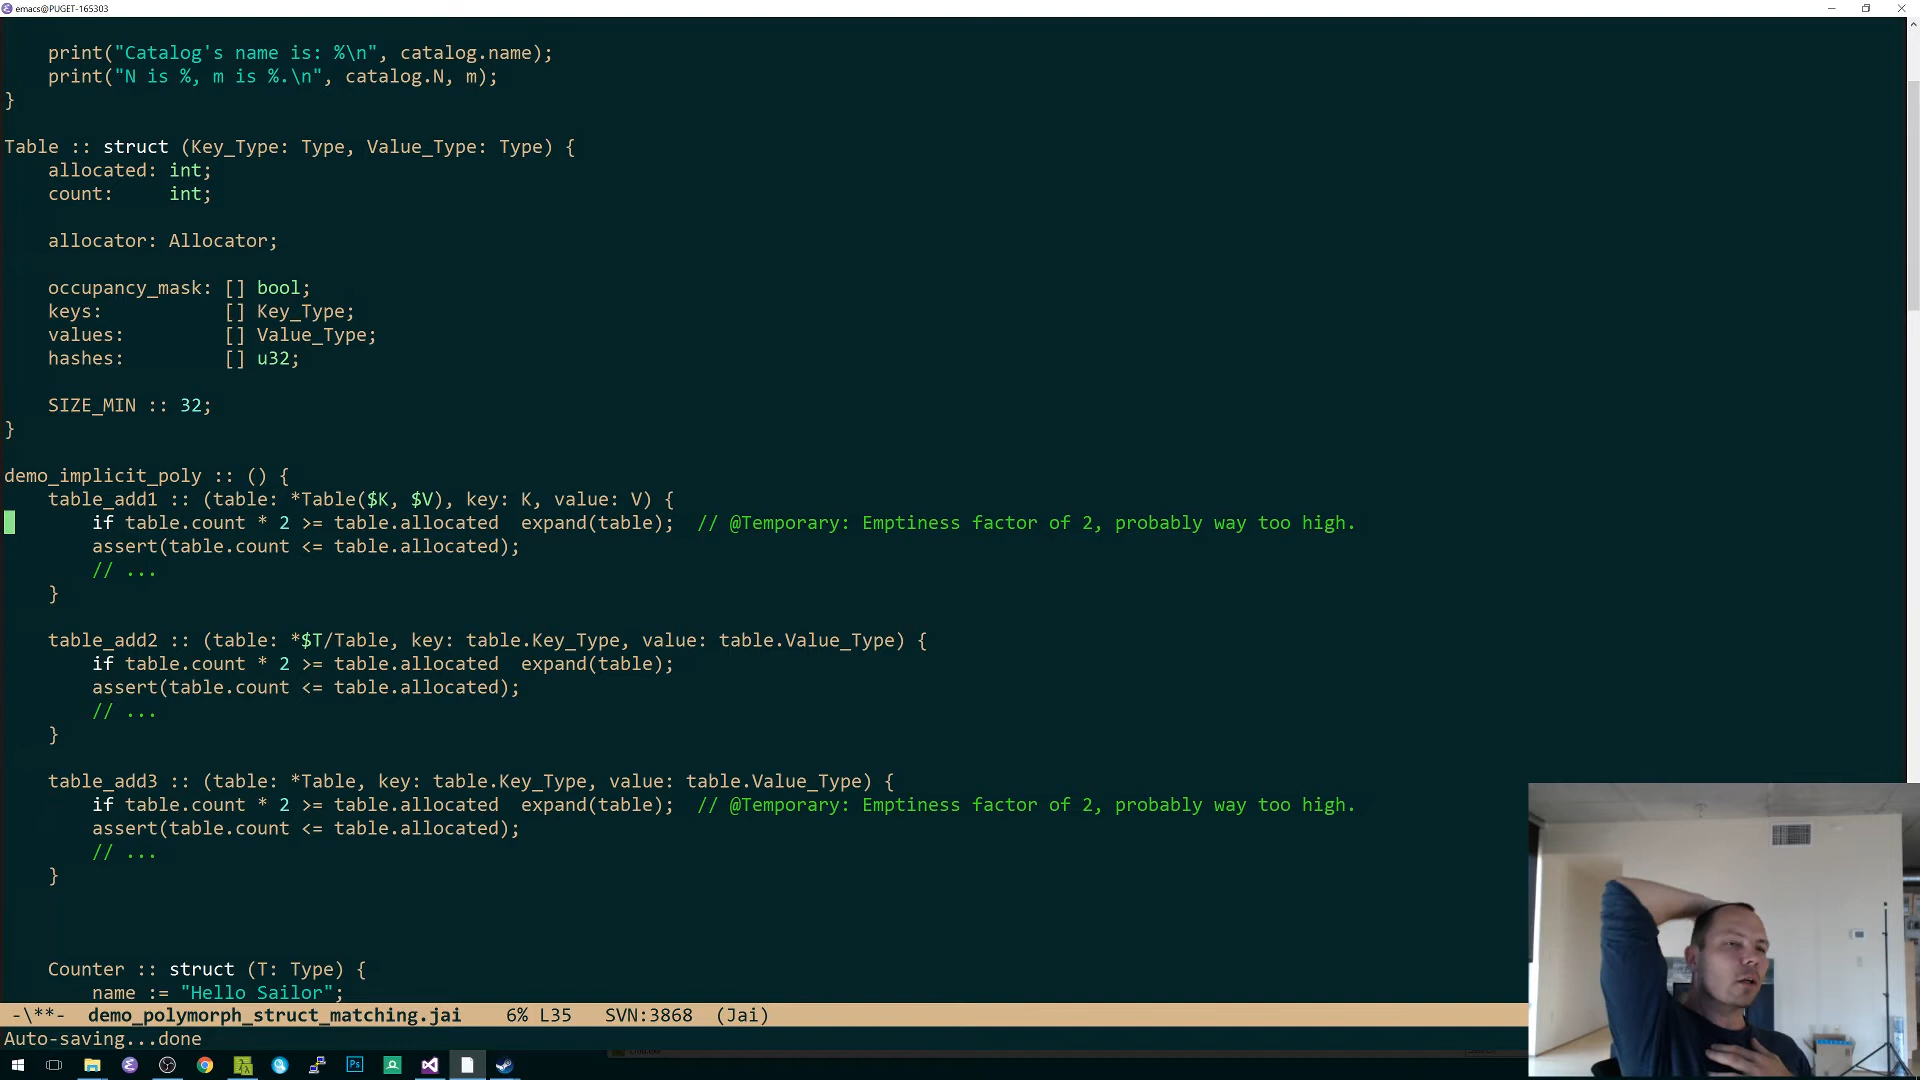 emacs@PUGET-165303
print("Catalog's name is: %\n", catalog.name);
print("N is %, m is %.\n", catalog.N, m);
}
Table :: struct (Key_Type: Type, Value_Type: Type) {
allocated: int;
count:     int;
allocator: Allocator;
occupancy_mask: [] bool;
keys:           [] Key_Type;
values:         [] Value_Type;
hashes:         [] u32;
SIZE_MIN :: 32;
}
demo_implicit_poly :: () {
table_add1 :: (table: *Table($K, $V), key: K, value: V) {
if table.count * 2 >= table.allocated  expand(table);  // @Temporary: Emptiness factor of 2, probably way too high.
assert(table.count <= table.allocated);
// ...
}
table_add2 :: (table: *$T/Table, key: table.Key_Type, value: table.Value_Type) {
if table.count * 2 >= table.allocated  expand(table);
assert(table.count <= table.allocated);
// ...
}
table_add3 :: (table: *Table, key: table.Key_Type, value: table.Value_Type) {
if table.count * 2 >= table.allocated  expand(table);  // @Temporary: Emptiness factor of 2, probably way too high.
assert(table.count <= table.allocated);
// ...
}
Counter :: struct (T: Type) {
name := "Hello Sailor";
-\**-  demo_polymorph_struct_matching.jai    6% L35   SVN:3868  (Jai)
Auto-saving...done